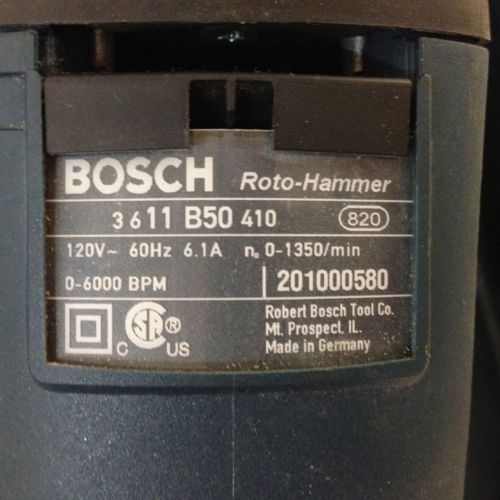 BOSCH Roto-Hammer
3 611 B50 410 820
120V~ 60Hz 6.1A n₀ 0-1350/min
0-6000 BPM 201000580
Robert Bosch Tool Co.
Mt. Prospect, IL.
Made in Germany
C SA ® US